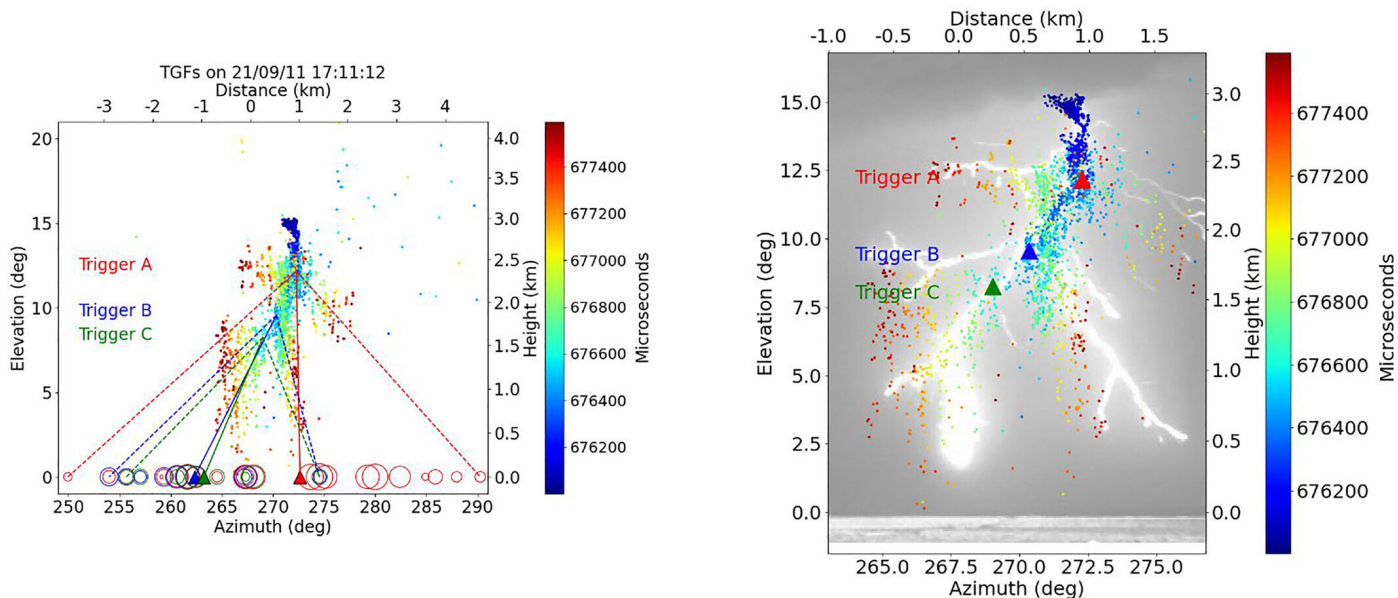 TGFs on 21/09/11 17:11:12
Distance (km)
-3 -2 -1 0 1 2 3 4
Elevation (deg)
20
15
10
5
0
Trigger A
Trigger B
Trigger C
4.0
3.5
3.0
2.5
2.0
1.5
1.0
0.5
0.0
Height (km)
250 255 260 265 270 275 280 285 290
Azimuth (deg)
677400
677200
677000
676800
676600
676400
676200
Microseconds
Distance (km)
-1.0 -0.5 0.0 0.5 1.0 1.5
Elevation (deg)
15.0
12.5
10.0
7.5
5.0
2.5
0.0
Trigger A
Trigger B
Trigger C
3.0
2.5
2.0
1.5
1.0
0.5
0.0
Height (km)
265.0 267.5 270.0 272.5 275.0
Azimuth (deg)
677400
677200
677000
676800
676600
676400
676200
Microseconds